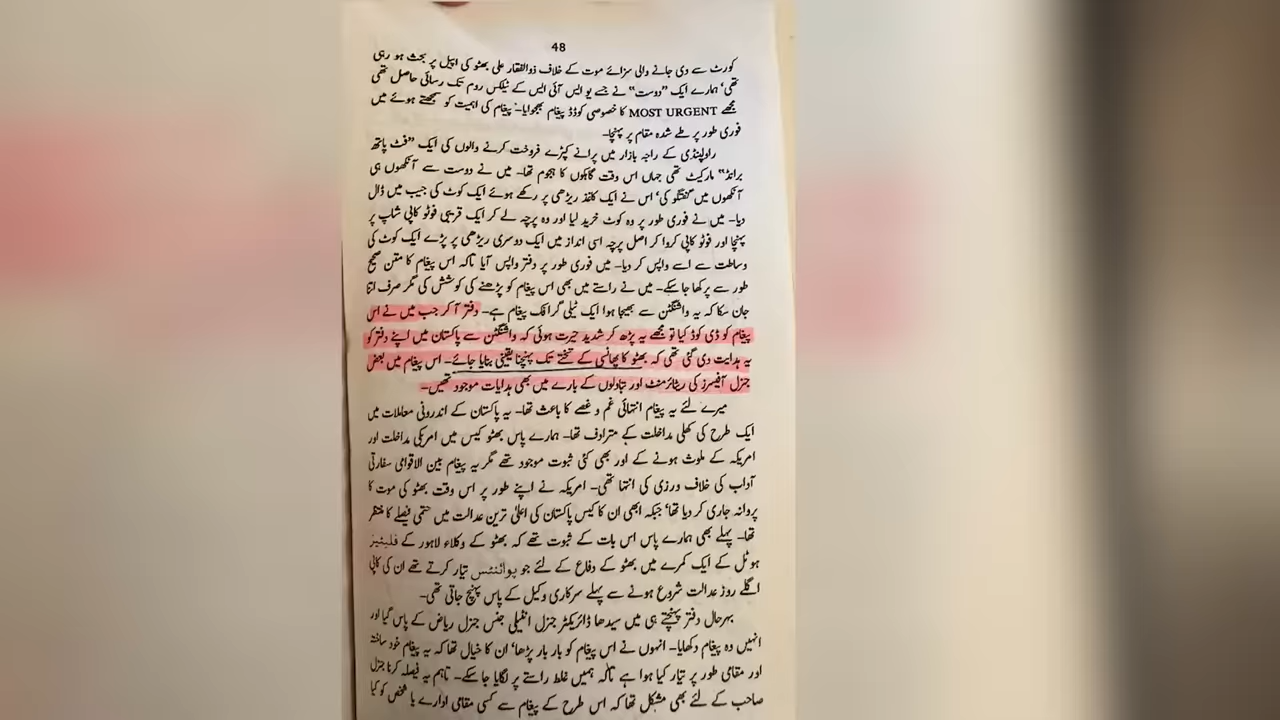 48
کورٹ سے دی جانے والی سزائے موت کے خلاف ذوالفقار علی بھٹو کی اپیل پر بحث ہو رہی
تھی‘ ہمارے ایک ”دوست“ نے جسے یو ایس آئی ایس کے ٹیلکس روم تک رسائی حاصل تھی
مجھے MOST URGENT کا خصوصی کوڈڈ پیغام بھجوایا۔ پیغام کی اہمیت کو سمجھتے ہوئے میں
فوری طور پر طے شدہ مقام پر پہنچا۔
راولپنڈی کے راجہ بازار میں پرانے کپڑے فروخت کرنے والوں کی ایک ”فٹ پاتھ
برانڈ“ مارکیٹ تھی جہاں اس وقت گاہکوں کا ہجوم تھا۔ میں نے دوست سے آنکھوں ہی
آنکھوں میں گفتگو کی‘ اس نے ایک کاغذ ریڑھی پر رکھے ہوئے ایک کوٹ کی جیب میں ڈال
دیا۔ میں نے فوری طور پر وہ کوٹ خرید لیا اور وہ پرچہ لے کر ایک قریبی فوٹو کاپی شاپ پر
پہنچا اور فوٹو کاپی کروا کر اصل پرچہ اسی انداز میں ایک دوسری ریڑھی پر پڑے ایک کوٹ کی
وساطت سے اسے واپس کر دیا۔ میں فوری طور پر دفتر واپس آیا تاکہ اس پیغام کا متن صحیح
طور سے پرکھا جا سکے۔ میں نے راستے میں بھی اس پیغام کو پڑھنے کی کوشش کی مگر صرف اتنا
جان سکا کہ یہ واشنگٹن سے بھیجا ہوا ایک ٹیلی گرافک پیغام ہے۔ دفتر آ کر جب میں نے اس
پیغام کو ڈی کوڈ کیا تو مجھے یہ پڑھ کر شدید حیرت ہوئی کہ واشنگٹن سے پاکستان میں اپنے دفتر کو
یہ ہدایت دی گئی تھی کہ بھٹو کا پھانسی کے تختے تک پہنچنا یقینی بنایا جائے۔ اس پیغام میں بعض
جنرل آفیسرز کی ریٹائرمنٹ اور تبادلوں کے بارے میں بھی ہدایات موجود تھیں۔
میرے لئے یہ پیغام انتہائی غم و غصے کا باعث تھا۔ یہ پاکستان کے اندرونی معاملات میں
ایک طرح کی کھلی مداخلت کے مترادف تھا۔ ہمارے پاس بھٹو کیس میں امریکی مداخلت اور
امریکہ کے ملوث ہونے کے اور بھی کئی ثبوت موجود تھے مگر یہ پیغام بین الاقوامی سفارتی
آداب کی خلاف ورزی کی انتہا تھی۔ امریکہ نے اپنے طور پر اس وقت بھٹو کی موت کا
پروانہ جاری کر دیا تھا‘ جبکہ ابھی ان کا کیس پاکستان کی اعلیٰ ترین عدالت میں حتمی فیصلے کا منتظر
تھا۔ پہلے بھی ہمارے پاس اس بات کے ثبوت تھے کہ بھٹو کے وکلاء لاہور کے فلیٹیز
ہوٹل کے ایک کمرے میں بھٹو کے دفاع کے لئے جو پوائنٹس تیار کرتے تھے ان کی کاپی
اگلے روز عدالت شروع ہونے سے پہلے سرکاری وکیل کے پاس پہنچ جاتی تھی۔
بہرحال دفتر پہنچتے ہی میں سیدھا ڈائریکٹر جنرل انٹیلی جنس جنرل ریاض کے پاس گیا اور
انہیں وہ پیغام دکھایا۔ انہوں نے اس پیغام کو بار بار پڑھا‘ ان کا خیال تھا کہ یہ پیغام خود ساختہ
اور مقامی طور پر تیار کیا ہوا ہے تاکہ ہمیں غلط راستے پر لگایا جا سکے۔ تاہم یہ فیصلہ کرنا جنرل
صاحب کے لئے بھی مشکل تھا کہ اس طرح کے پیغام سے کسی مقامی ادارے یا شخص کو کیا